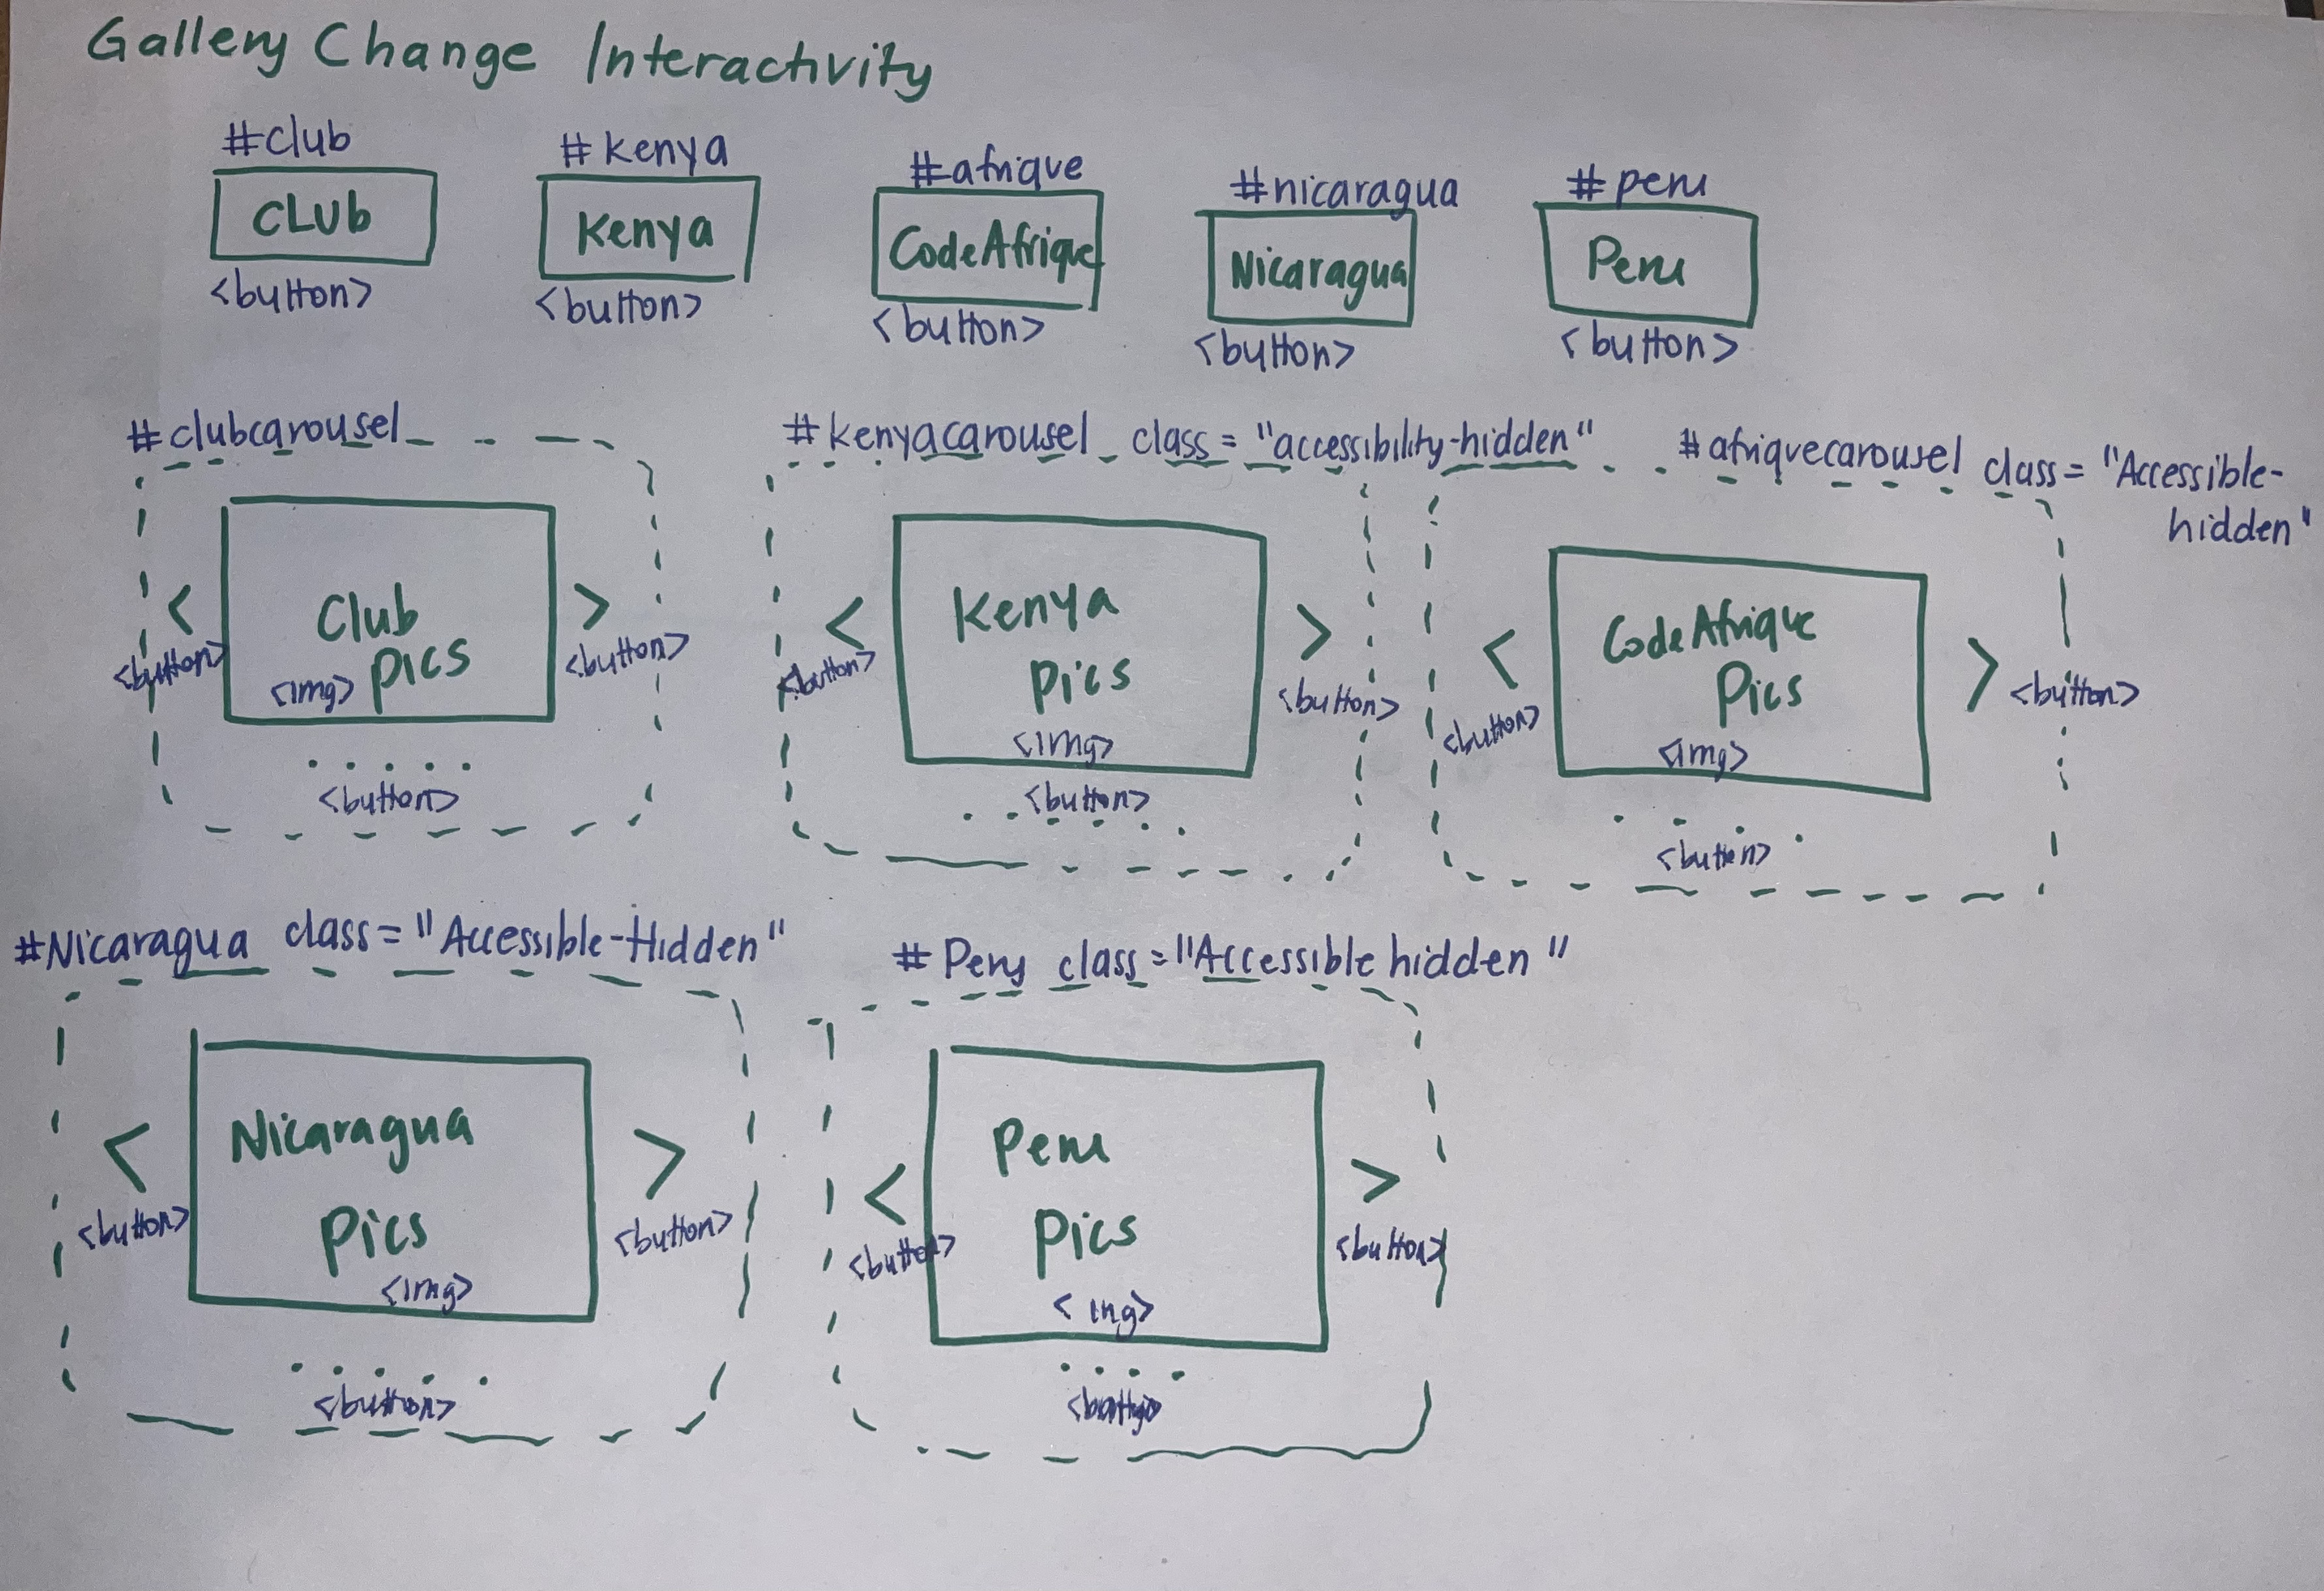 Gallery Change Interactivity
#club
#kenya
#afrique
#nicaragua
#peru
CLUb
Kenya
CodeAfrique
Nicaragua
Peru
<button>
<button>
<button>
<button>
<button>
#clubcarousel
#kenyacarousel class="accessibility-hidden"
#afriquecarousel class="Accessible-
hidden"
<
Club
Pics
>
<button>
<img>
<button>
<button>
<
Kenya
Pics
>
<button>
<img>
<button>
<button>
<
CodeAfrique
Pics
>
<button>
<img>
<button>
<button>
#Nicaragua class="Accessible-Hidden"
#Peru class="Accessible hidden"
<
Nicaragua
Pics
>
<button>
<img>
<button>
<button>
<
Peru
Pics
>
<button>
< ing>
<button>